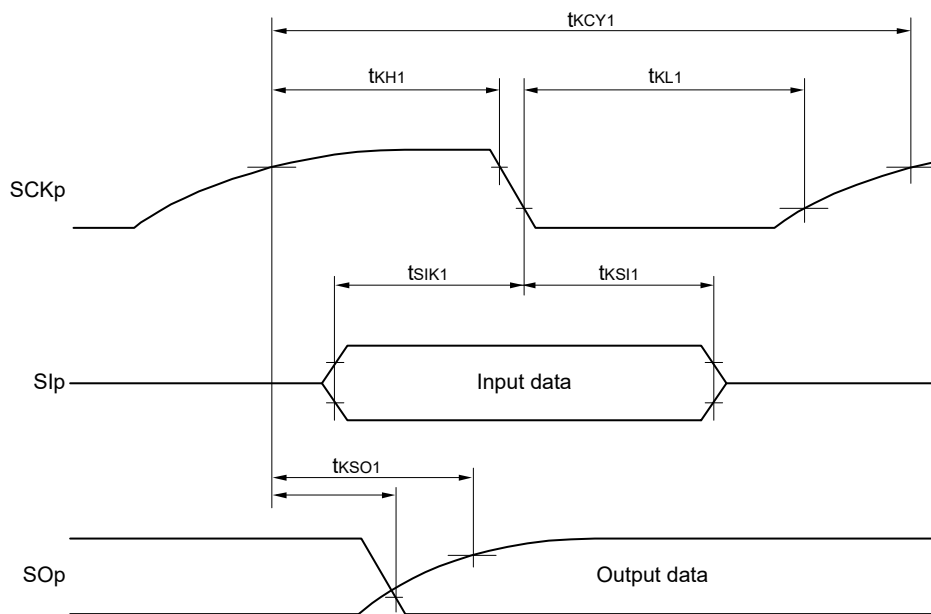 tKCY1
tKH1
tKL1
SCKp
tSIK1
tKSI1
SIp
Input data
tKSO1
SOp
Output data